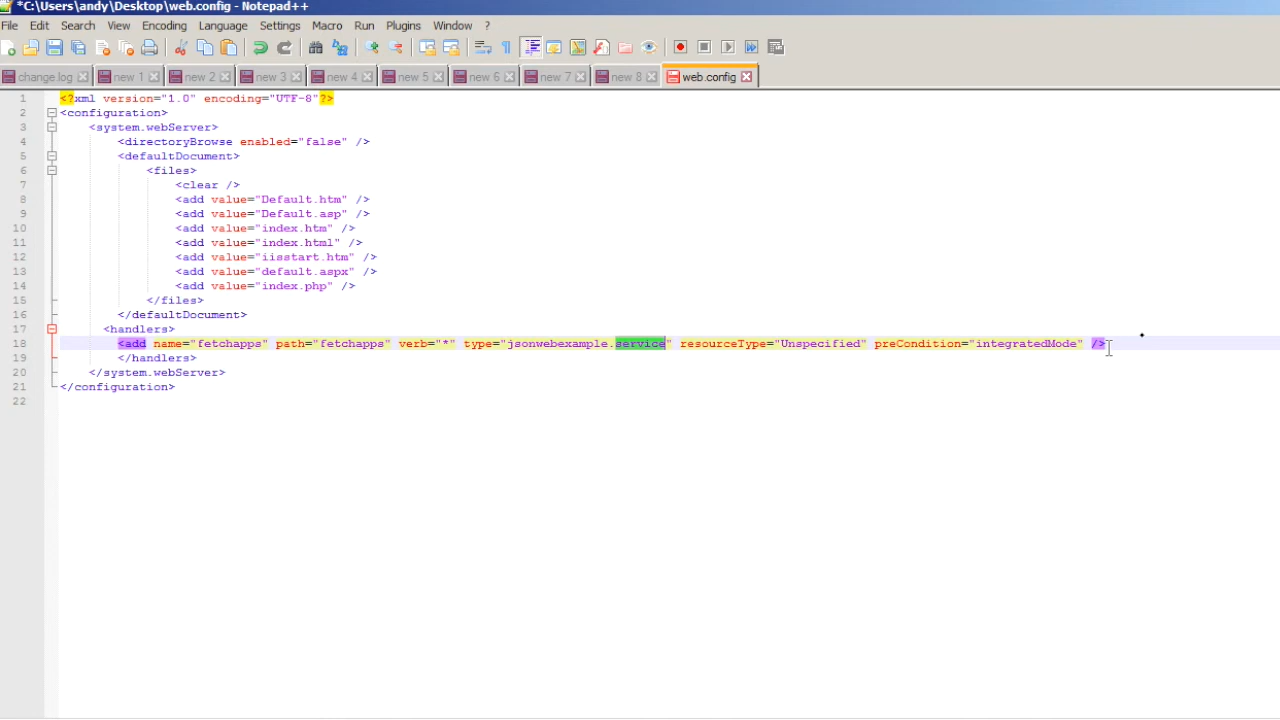 *C:\Users\andy\Desktop\web.config - Notepad++
File Edit Search View Encoding Language Settings Macro Run Plugins Window ?
change.log new 1 new 2 new 3 new 4 new 5 new 6 new 7 new 8 web.config
1 <?xml version="1.0" encoding="UTF-8"?>
2 <configuration>
3 <system.webServer>
4 <directoryBrowse enabled="false" />
5 <defaultDocument>
6 <files>
7 <clear />
8 <add value="Default.htm" />
9 <add value="Default.asp" />
10 <add value="index.htm" />
11 <add value="index.html" />
12 <add value="iisstart.htm" />
13 <add value="default.aspx" />
14 <add value="index.php" />
15 </files>
16 </defaultDocument>
17 <handlers>
18 <add name="fetchapps" path="fetchapps" verb="*" type="jsonwebexample.service" resourceType="Unspecified" preCondition="integratedMode" />
19 </handlers>
20 </system.webServer>
21 </configuration>
22